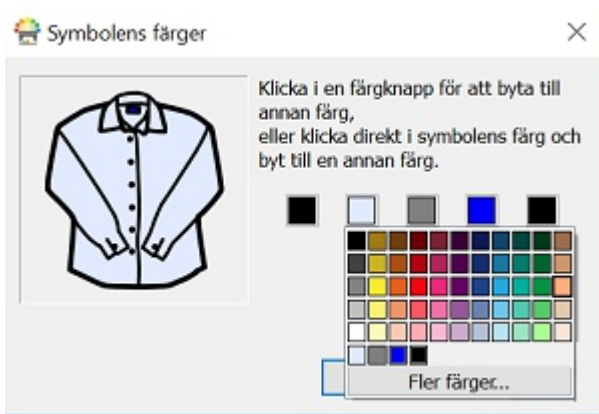 Symbolens färger
Klicka i en färgknapp för att byta till
annan färg,
eller klicka direkt i symbolens färg och
byt till en annan färg.
Fler färger...